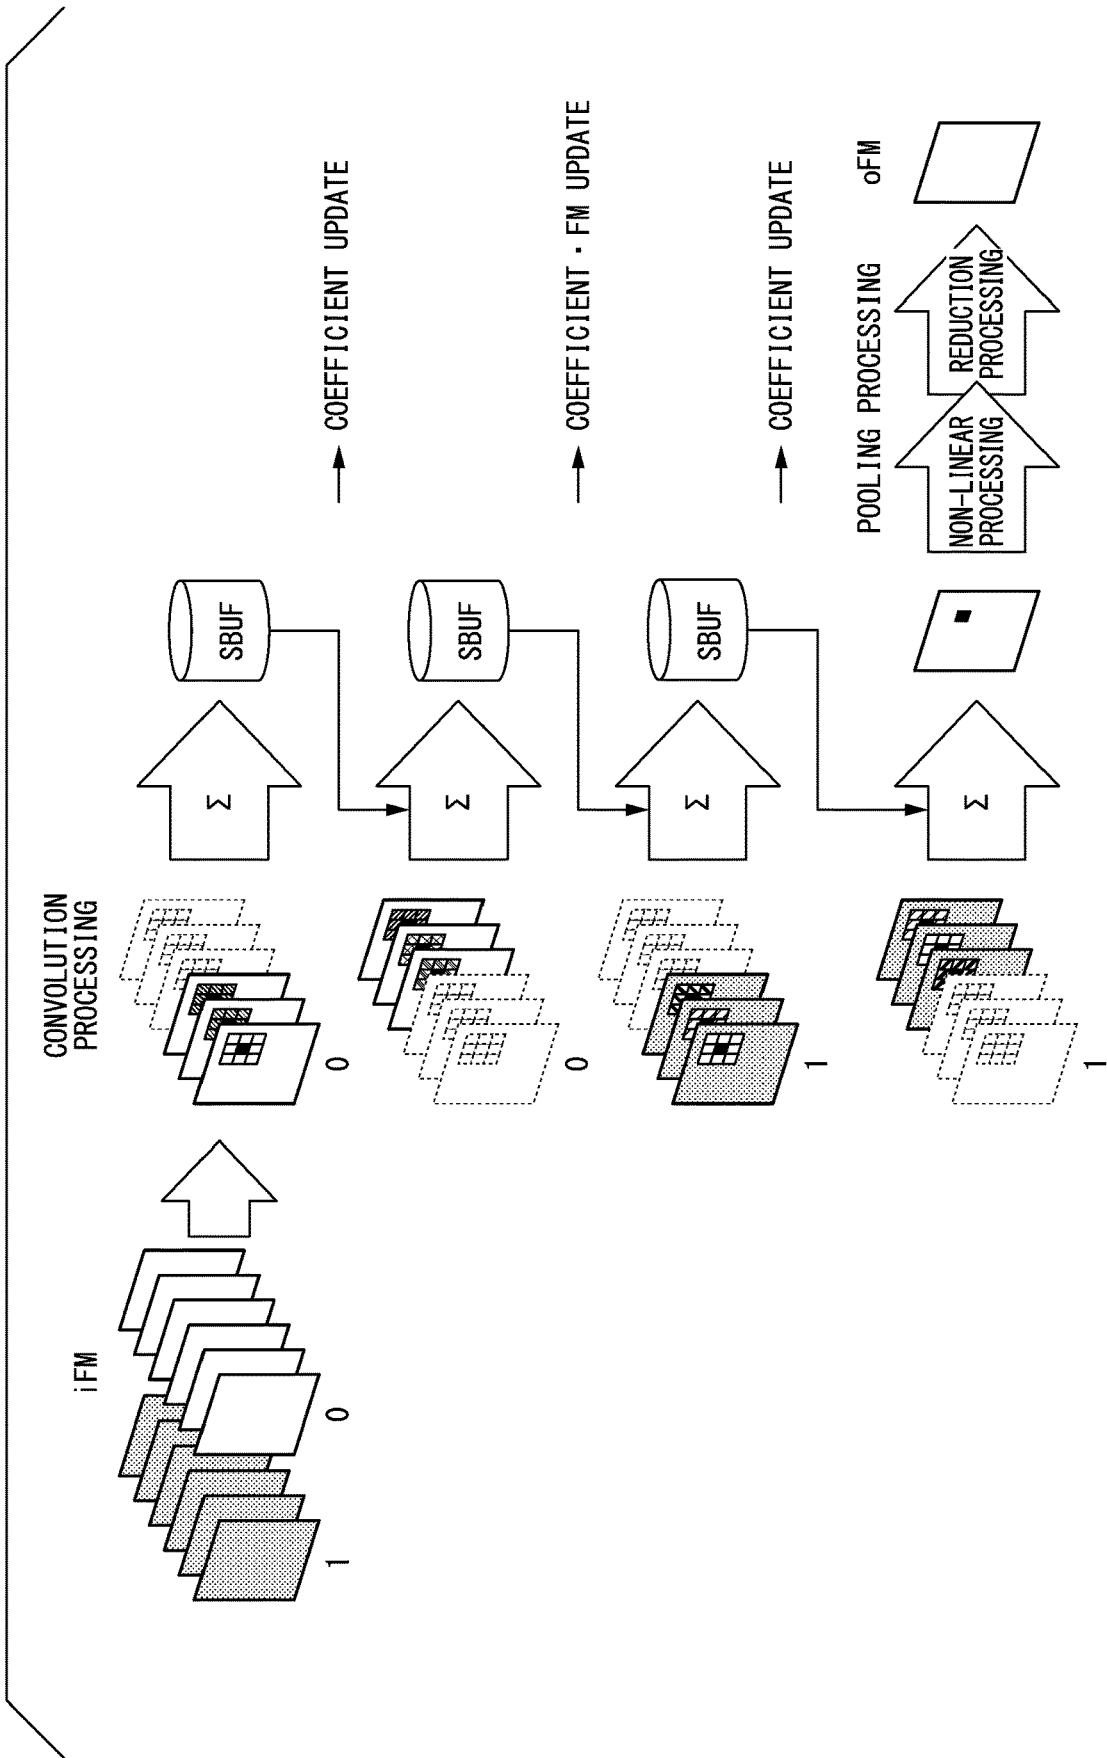 iFM
1
0
CONVOLUTION
PROCESSING
0
Σ
SBUF
COEFFICIENT UPDATE
0
Σ
SBUF
COEFFICIENT・FM UPDATE
1
Σ
SBUF
COEFFICIENT UPDATE
1
Σ
POOLING PROCESSING
NON-LINEAR
PROCESSING
REDUCTION
PROCESSING
oFM